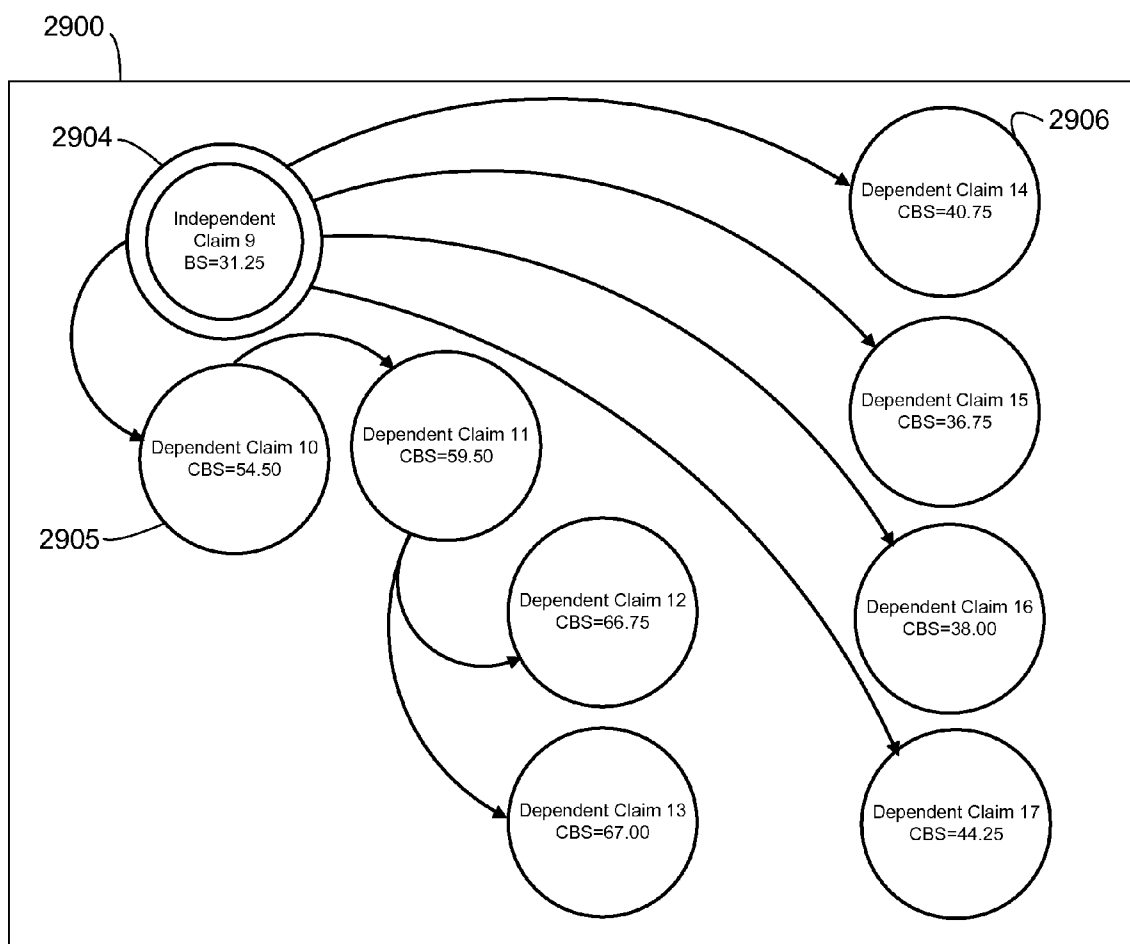 2900
2904
2906
Independent
Claim 9
BS=31.25
Dependent Claim 14
CBS=40.75
Dependent Claim 15
CBS=36.75
Dependent Claim 10
CBS=54.50
Dependent Claim 11
CBS=59.50
2905
Dependent Claim 12
CBS=66.75
Dependent Claim 16
CBS=38.00
Dependent Claim 13
CBS=67.00
Dependent Claim 17
CBS=44.25